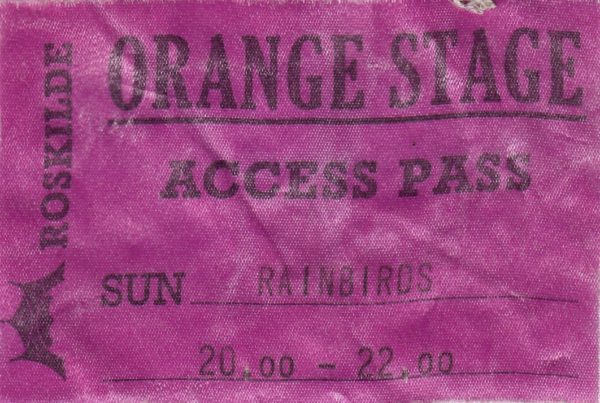 ROSKILDE
ORANGE STAGE
ACCESS PASS
SUN RAINBIRDS
20.00 - 22.00